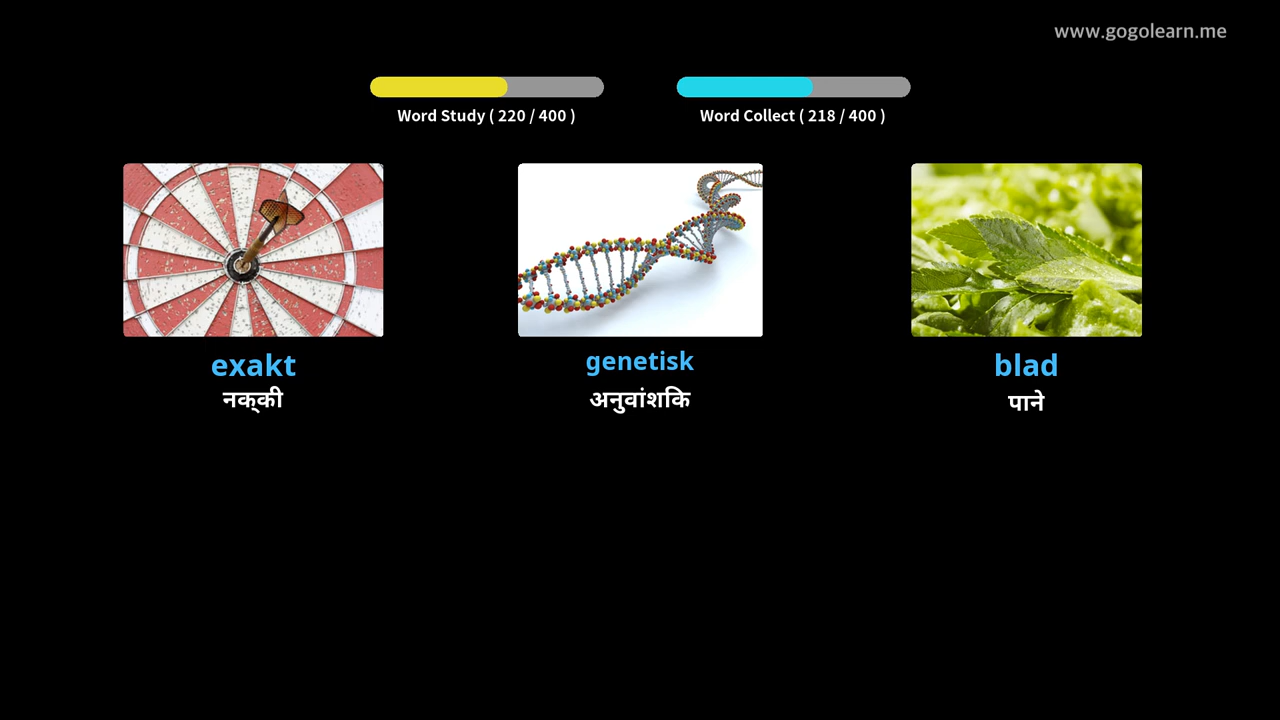 www.gogolearn.me
Word Study ( 220 / 400 )
Word Collect ( 218 / 400 )
exakt
genetisk
blad
नक्की
अनुवांशकि
पाने